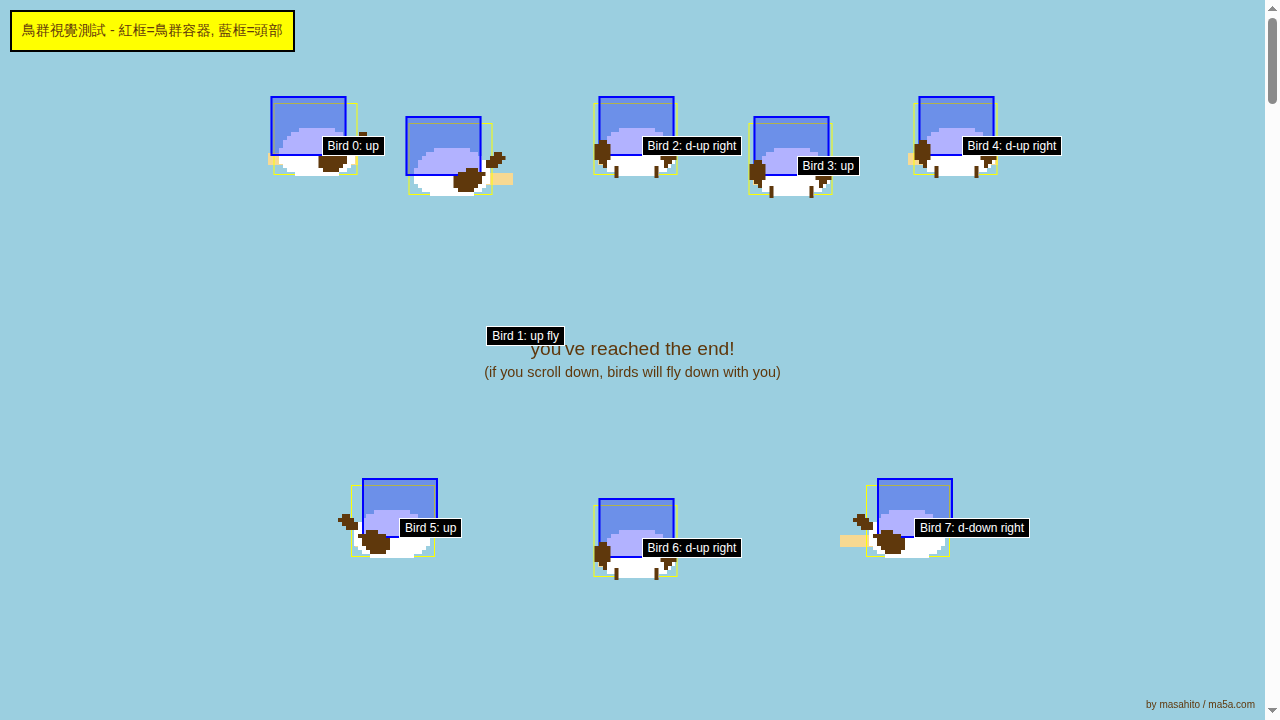 鳥群視覺測試 - 紅框=鳥群容器, 藍框=頭部
Bird 0: up
Bird 2: d-up right
Bird 3: up
Bird 4: d-up right
Bird 1: up fly
you've reached the end!
(if you scroll down, birds will fly down with you)
Bird 5: up
Bird 6: d-up right
Bird 7: d-down right
by masahito / ma5a.com